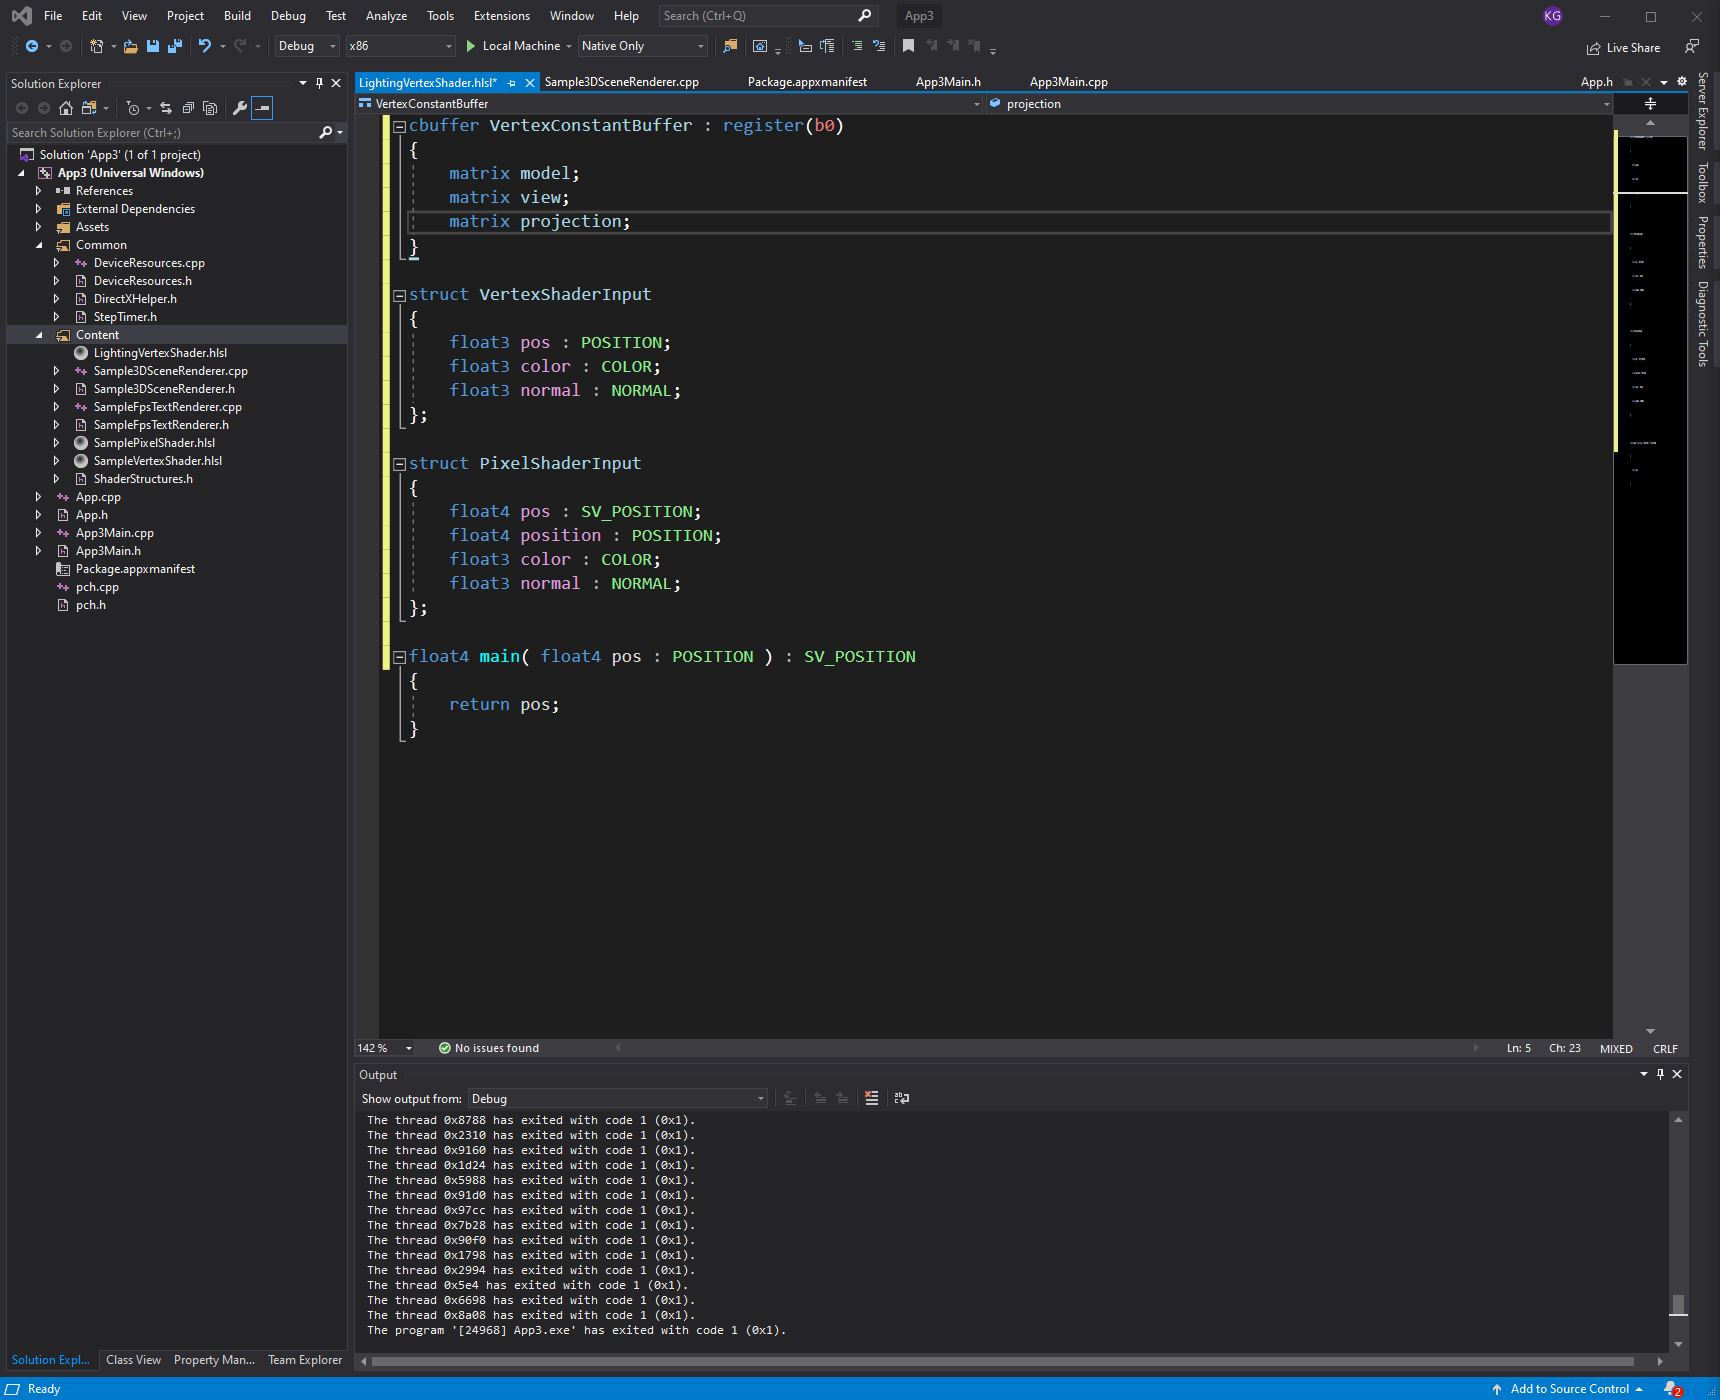 File Edit View Project Build Debug Test Analyze Tools Extensions Window Help Search (Ctrl+Q) App3 KG
Debug x86 Local Machine Native Only Live Share
Solution Explorer
Search Solution Explorer (Ctrl+;)
Solution 'App3' (1 of 1 project)
App3 (Universal Windows)
References
External Dependencies
Assets
Common
DeviceResources.cpp
DeviceResources.h
DirectXHelper.h
StepTimer.h
Content
LightingVertexShader.hlsl
Sample3DSceneRenderer.cpp
Sample3DSceneRenderer.h
SampleFpsTextRenderer.cpp
SampleFpsTextRenderer.h
SamplePixelShader.hlsl
SampleVertexShader.hlsl
ShaderStructures.h
App.cpp
App.h
App3Main.cpp
App3Main.h
Package.appxmanifest
pch.cpp
pch.h
Solution Expl... Class View Property Man... Team Explorer
LightingVertexShader.hlsl* Sample3DSceneRenderer.cpp Package.appxmanifest App3Main.h App3Main.cpp App.h
VertexConstantBuffer projection
cbuffer VertexConstantBuffer : register(b0)
{
matrix model;
matrix view;
matrix projection;
}
struct VertexShaderInput
{
float3 pos : POSITION;
float3 color : COLOR;
float3 normal : NORMAL;
};
struct PixelShaderInput
{
float4 pos : SV_POSITION;
float4 position : POSITION;
float3 color : COLOR;
float3 normal : NORMAL;
};
float4 main( float4 pos : POSITION ) : SV_POSITION
{
return pos;
}
142 % No issues found Ln: 5 Ch: 23 MIXED CRLF
Output
Show output from: Debug
The thread 0x8788 has exited with code 1 (0x1).
The thread 0x2310 has exited with code 1 (0x1).
The thread 0x9160 has exited with code 1 (0x1).
The thread 0x1d24 has exited with code 1 (0x1).
The thread 0x5988 has exited with code 1 (0x1).
The thread 0x91d0 has exited with code 1 (0x1).
The thread 0x97cc has exited with code 1 (0x1).
The thread 0x7b28 has exited with code 1 (0x1).
The thread 0x90f0 has exited with code 1 (0x1).
The thread 0x1798 has exited with code 1 (0x1).
The thread 0x2994 has exited with code 1 (0x1).
The thread 0x5e4 has exited with code 1 (0x1).
The thread 0x6698 has exited with code 1 (0x1).
The thread 0x8a08 has exited with code 1 (0x1).
The program '[24968] App3.exe' has exited with code 1 (0x1).
Server Explorer
Toolbox
Properties
Diagnostic Tools
Ready Add to Source Control 2